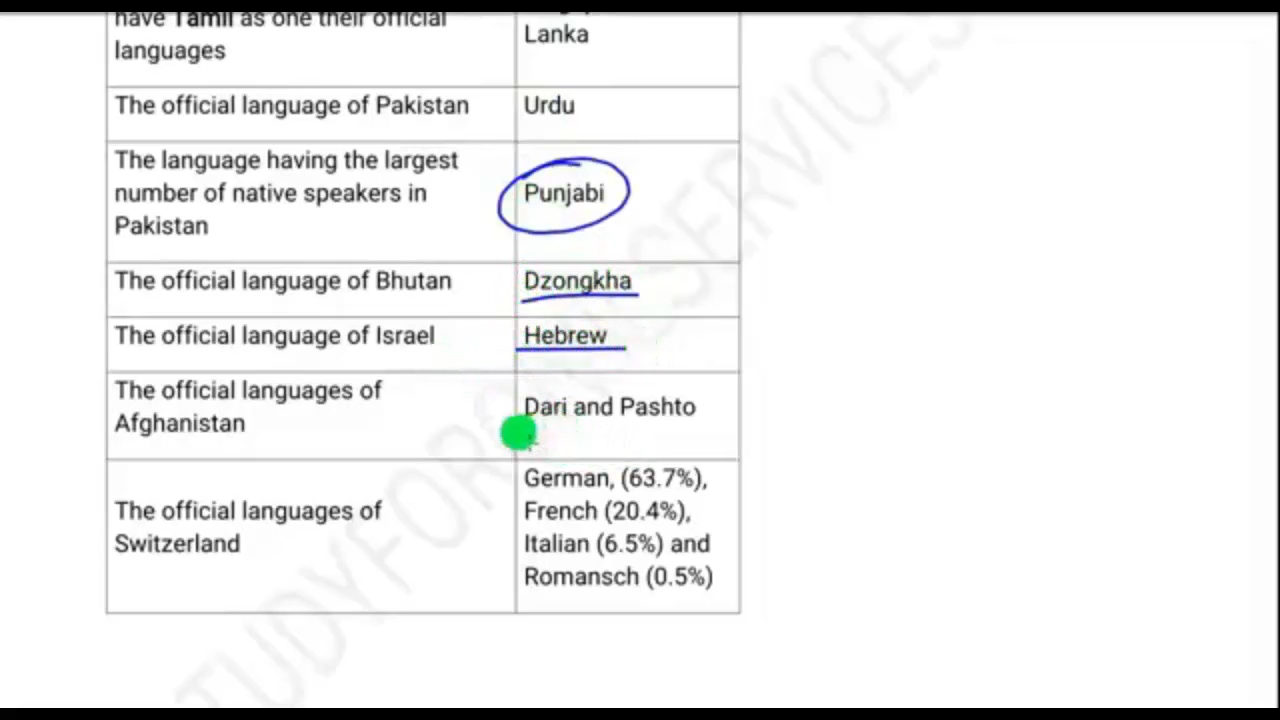 have Tamil as one their official
languages
Lanka
The official language of Pakistan
Urdu
The language having the largest
number of native speakers in
Pakistan
Punjabi
The official language of Bhutan
Dzongkha
The official language of Israel
Hebrew
The official languages of
Afghanistan
Dari and Pashto
The official languages of
Switzerland
German, (63.7%),
French (20.4%),
Italian (6.5%) and
Romansch (0.5%)